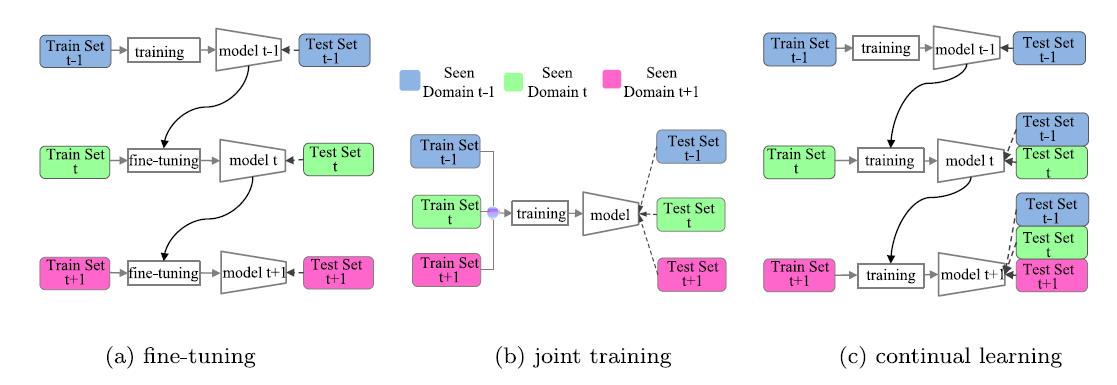 Train Set
t-1
training
model t-1
Test Set
t-1
Train Set
t
fine-tuning
model t
Test Set
t
Train Set
t+1
fine-tuning
model t+1
Test Set
t+1
(a) fine-tuning
Seen
Domain t-1
Seen
Domain t
Seen
Domain t+1
Train Set
t-1
Train Set
t
Train Set
t+1
training
model
Test Set
t-1
Test Set
t
Test Set
t+1
(b) joint training
Train Set
t-1
training
model t-1
Test Set
t-1
Train Set
t
training
model t
Test Set
t-1
Test Set
t
Train Set
t+1
training
model t+1
Test Set
t-1
Test Set
t
Test Set
t+1
(c) continual learning